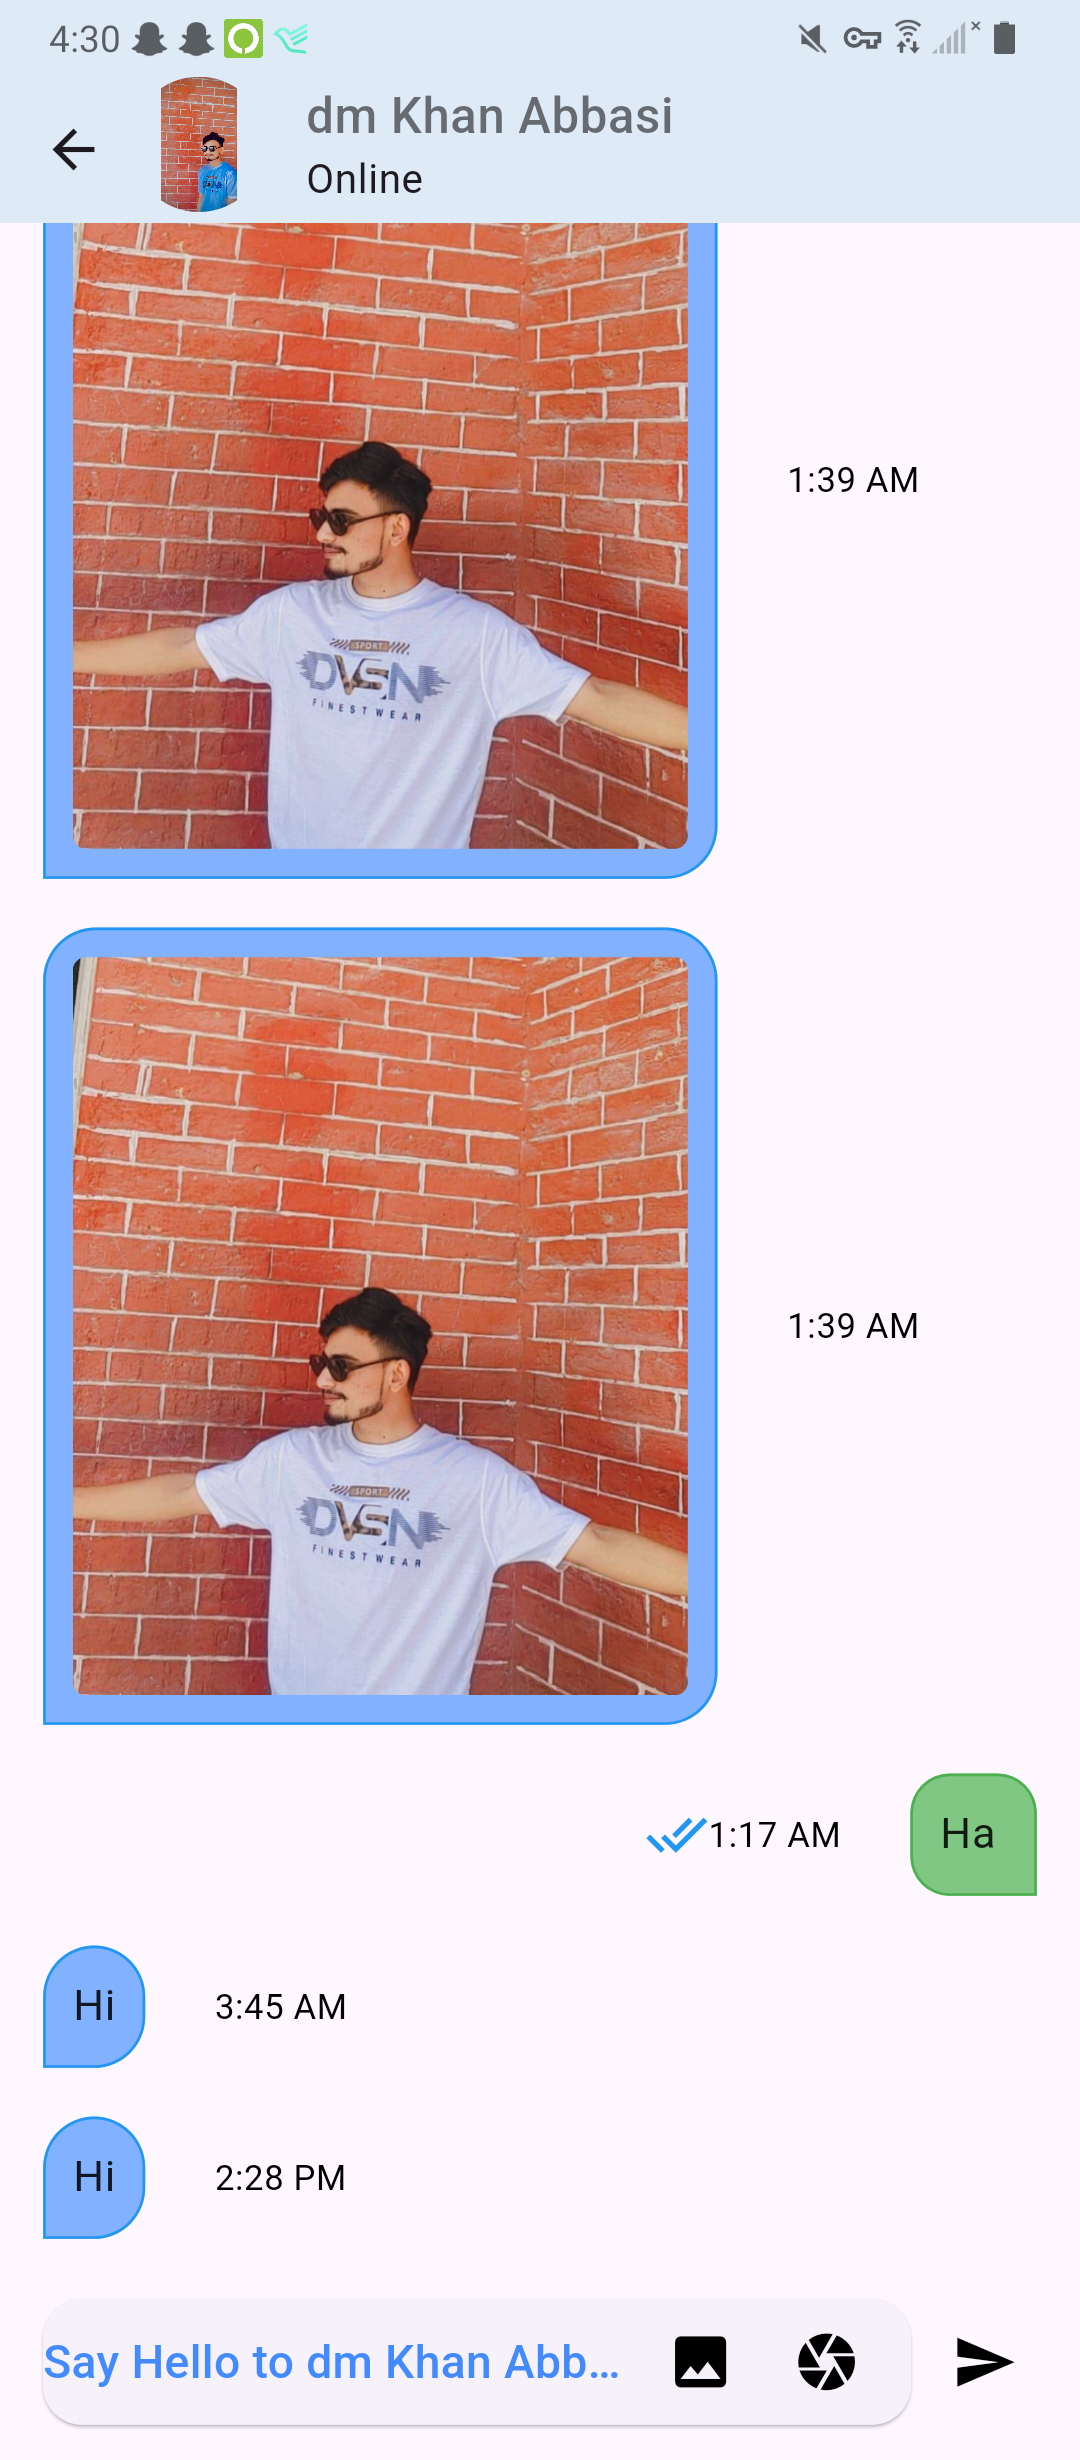 4:30
dm Khan Abbasi
Online
SPORT
DVSN
FINEST WEAR
1:39 AM
SPORT
DVSN
FINEST WEAR
1:39 AM
1:17 AM
Ha
Hi
3:45 AM
Hi
2:28 PM
Say Hello to dm Khan Abb...